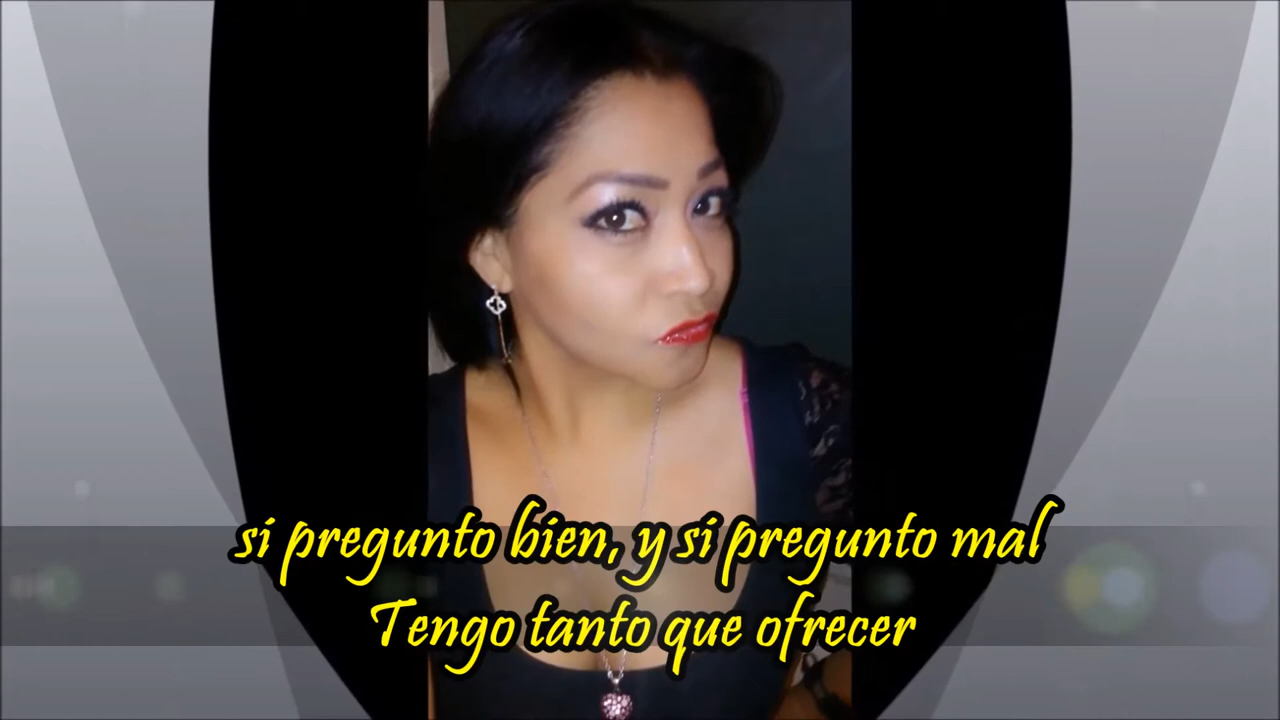 si pregunto bien, y si pregunto mal
Tengo tanto que ofrecer